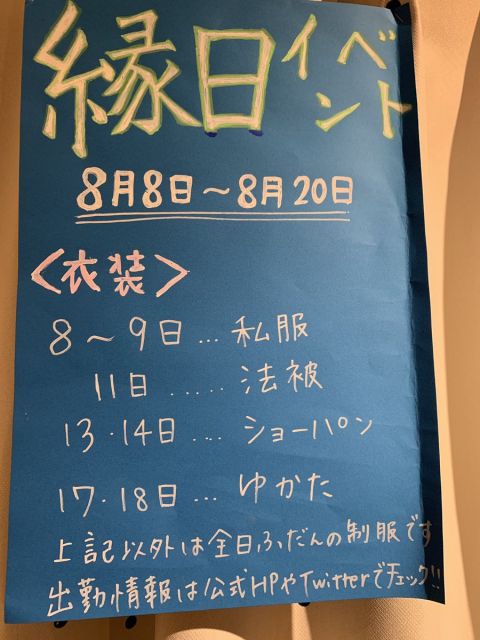 縁日イベント
8月8日～8月20日
〈衣装〉
8～9日…私服
11日……法被
13・14日….ショーパン
17・18日…ゆかた
上記以外は全日ふだんの制服です
出勤情報は公式HPやTwitterでチェック!!